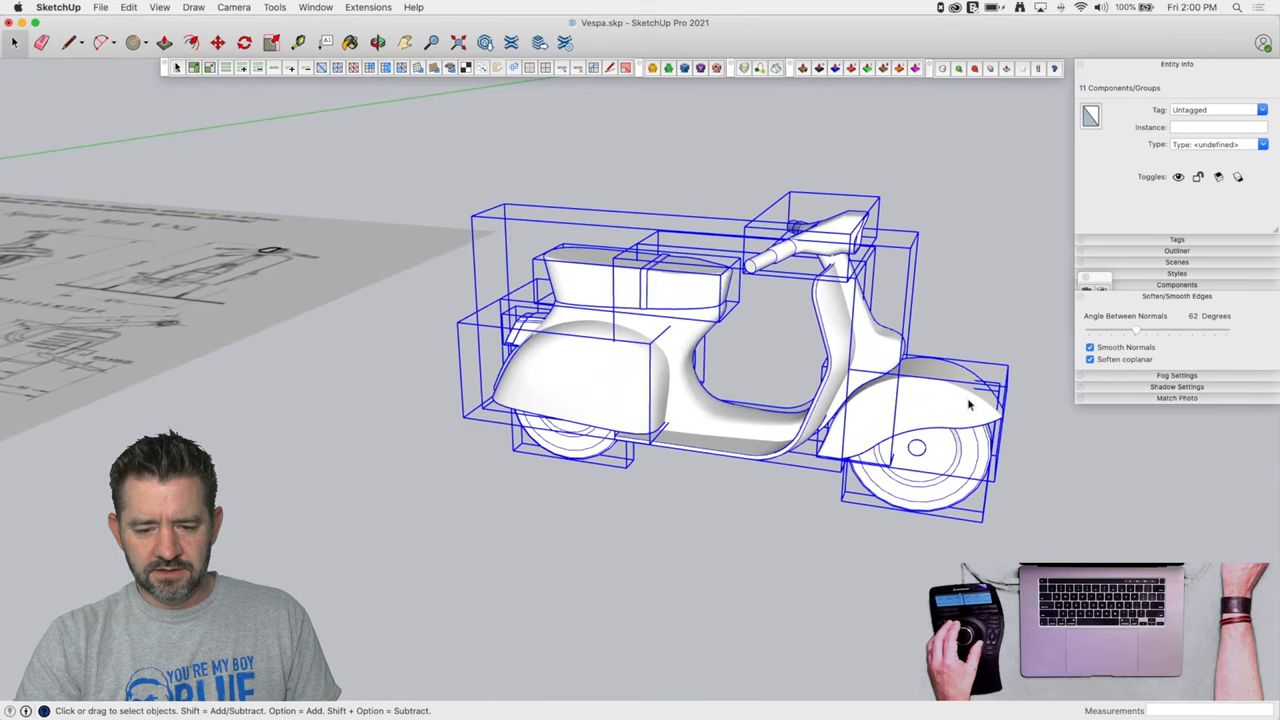 SketchUp File Edit View Draw Camera Tools Window Extensions Help
100% Fri 2:00 PM
Vespa.skp - SketchUp Pro 2021
Entity Info
11 Components/Groups
Tag: Untagged
Instance:
Type: Type: <undefined>
Toggles:
Tags
Outliner
Scenes
Styles
Components
Soften/Smooth Edges
Angle Between Normals 62 Degrees
Smooth Normals
Soften coplanar
Fog Settings
Shadow Settings
Match Photo
YOU'RE MY BOY
BLUE
Click or drag to select objects. Shift = Add/Subtract. Option = Add. Shift + Option = Subtract.
Measurements